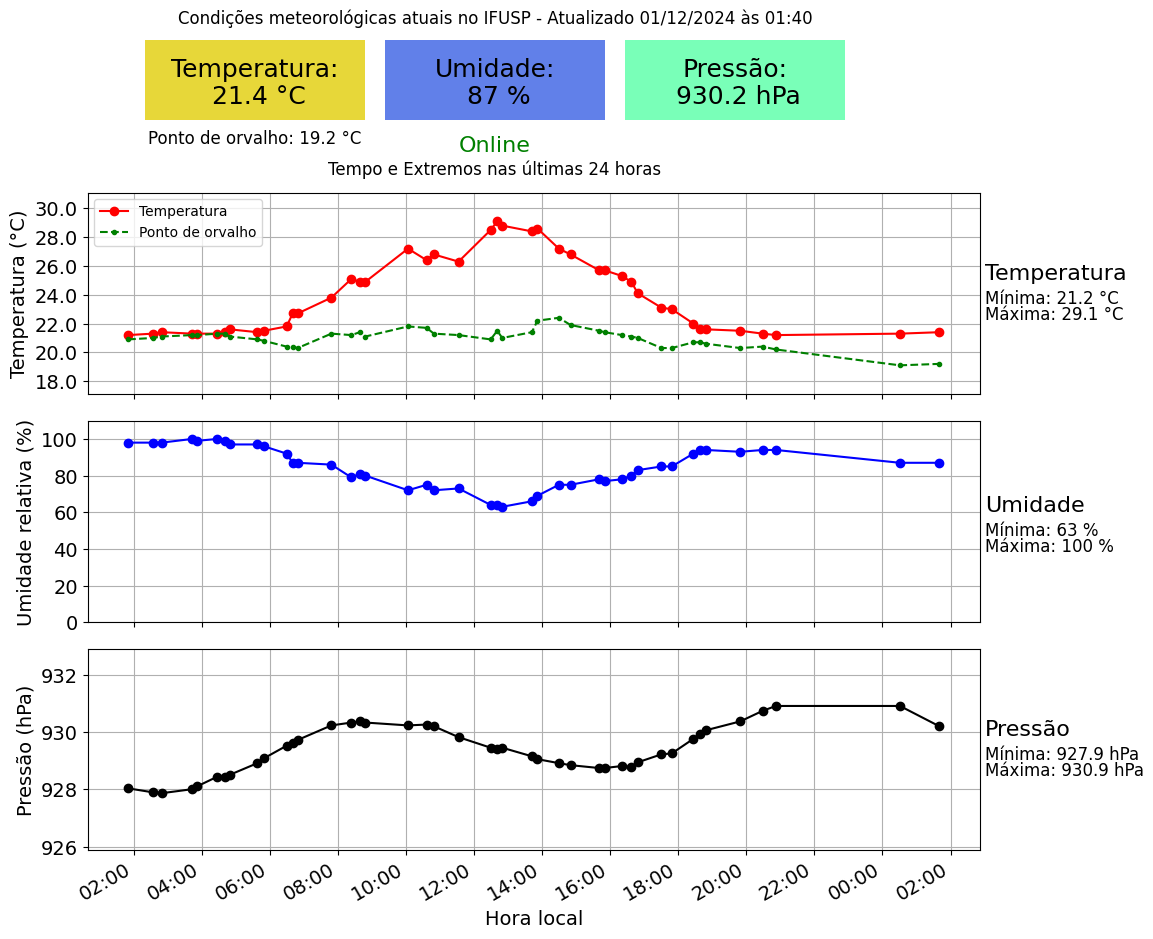 Condições meteorológicas atuais no IFUSP - Atualizado 01/12/2024 às 01:40
Temperatura:
21.4 °C
Umidade:
87 %
Pressão:
930.2 hPa
Ponto de orvalho: 19.2 °C
Online
Tempo e Extremos nas últimas 24 horas
Temperatura (°C)
30.0
28.0
26.0
24.0
22.0
20.0
18.0
Temperatura
Ponto de orvalho
Temperatura
Mínima: 21.2 °C
Máxima: 29.1 °C
Umidade relativa (%)
100
80
60
40
20
0
Umidade
Mínima: 63 %
Máxima: 100 %
Pressão (hPa)
932
930
928
926
Pressão
Mínima: 927.9 hPa
Máxima: 930.9 hPa
02:00 04:00 06:00 08:00 10:00 12:00 14:00 16:00 18:00 20:00 22:00 00:00 02:00
Hora local